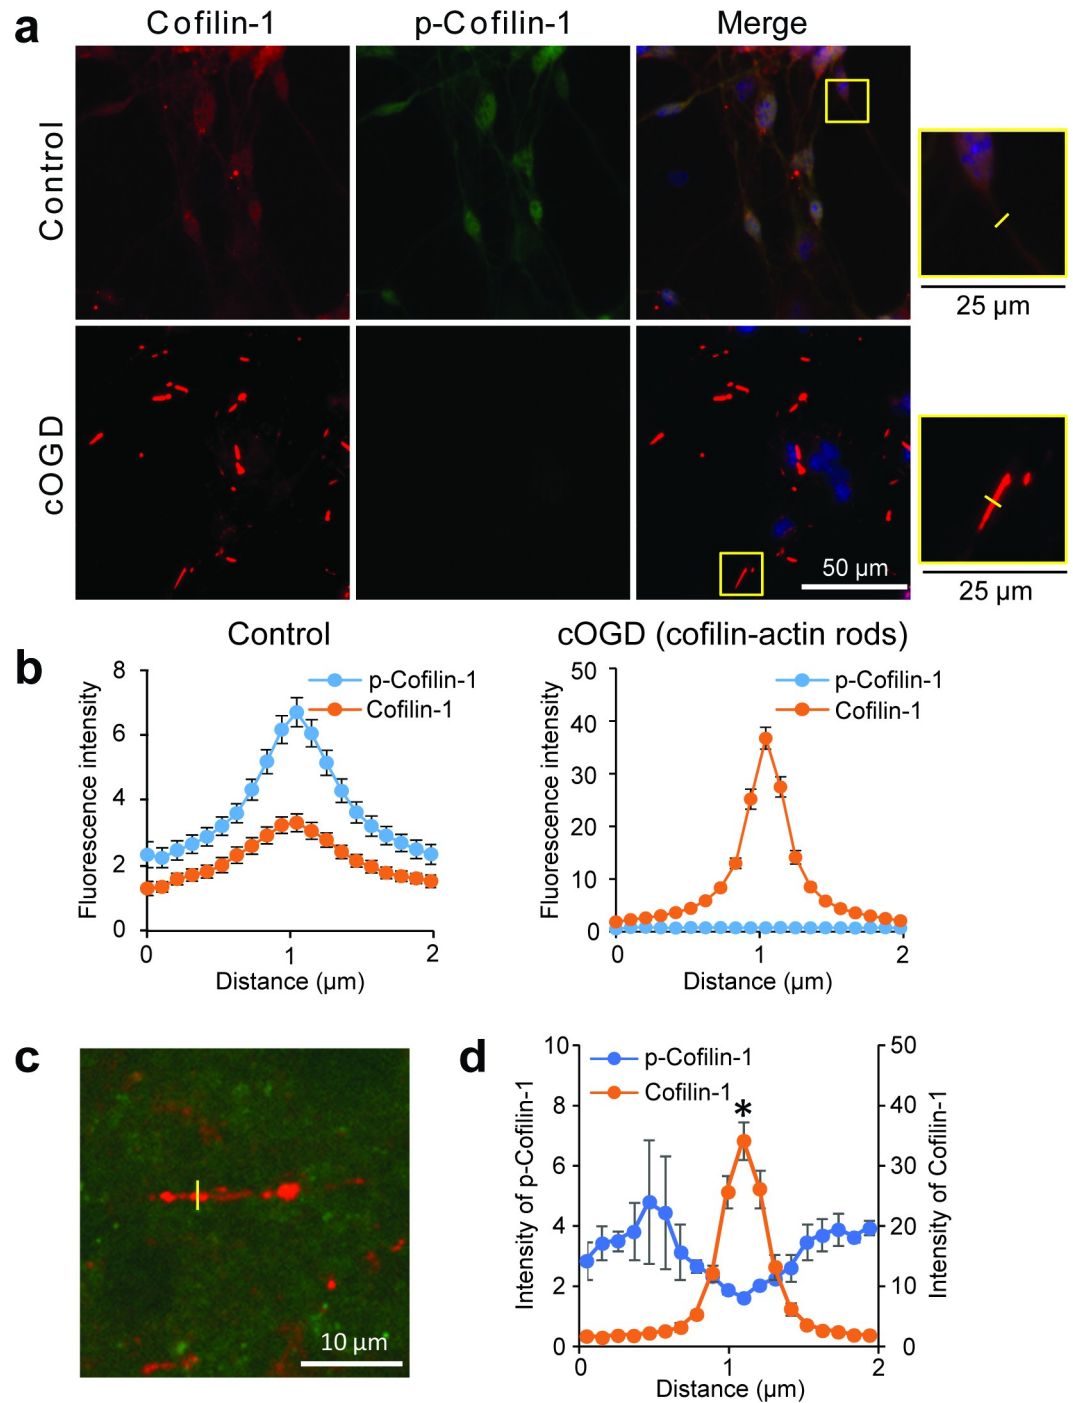 a
Cofilin-1
p-Cofilin-1
Merge
Control
25 µm
cOGD
50 µm
25 µm
b
Control
cOGD (cofilin-actin rods)
Fluorescence intensity
8
6
4
2
0
p-Cofilin-1
Cofilin-1
0
1
2
Distance (µm)
Fluorescence intensity
50
40
30
20
10
0
p-Cofilin-1
Cofilin-1
0
1
2
Distance (µm)
c
10 µm
d
Intensity of p-Cofilin-1
10
8
6
4
2
0
p-Cofilin-1
Cofilin-1
*
50
40
30
20
10
0
Intensity of Cofilin-1
0
1
2
Distance (µm)